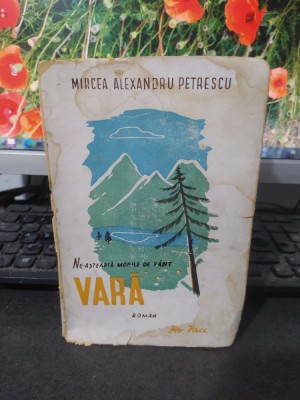 MIRCEA ALEXANDRU PETRESCU
NE-AȘTEAPTĂ MORILE DE VÂNT
VARĂ
ROMAN